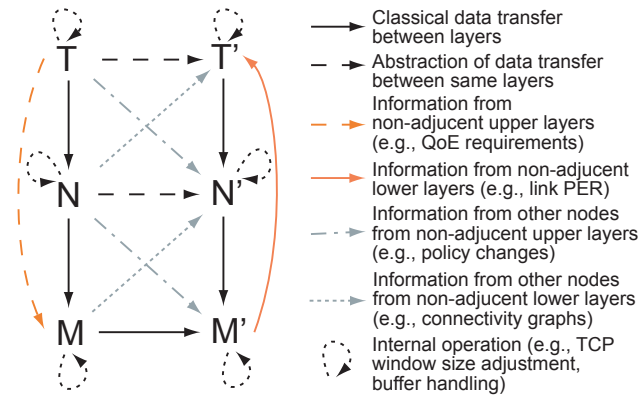 T
T'
N
N'
M
M'
Classical data transfer
between layers
Abstraction of data transfer
between same layers
Information from
non-adjucent upper layers
(e.g., QoE requirements)
Information from non-adjucent
lower layers (e.g., link PER)
Information from other nodes
from non-adjucent upper layers
(e.g., policy changes)
Information from other nodes
from non-adjucent lower layers
(e.g., connectivity graphs)
Internal operation (e.g., TCP
window size adjustment,
buffer handling)